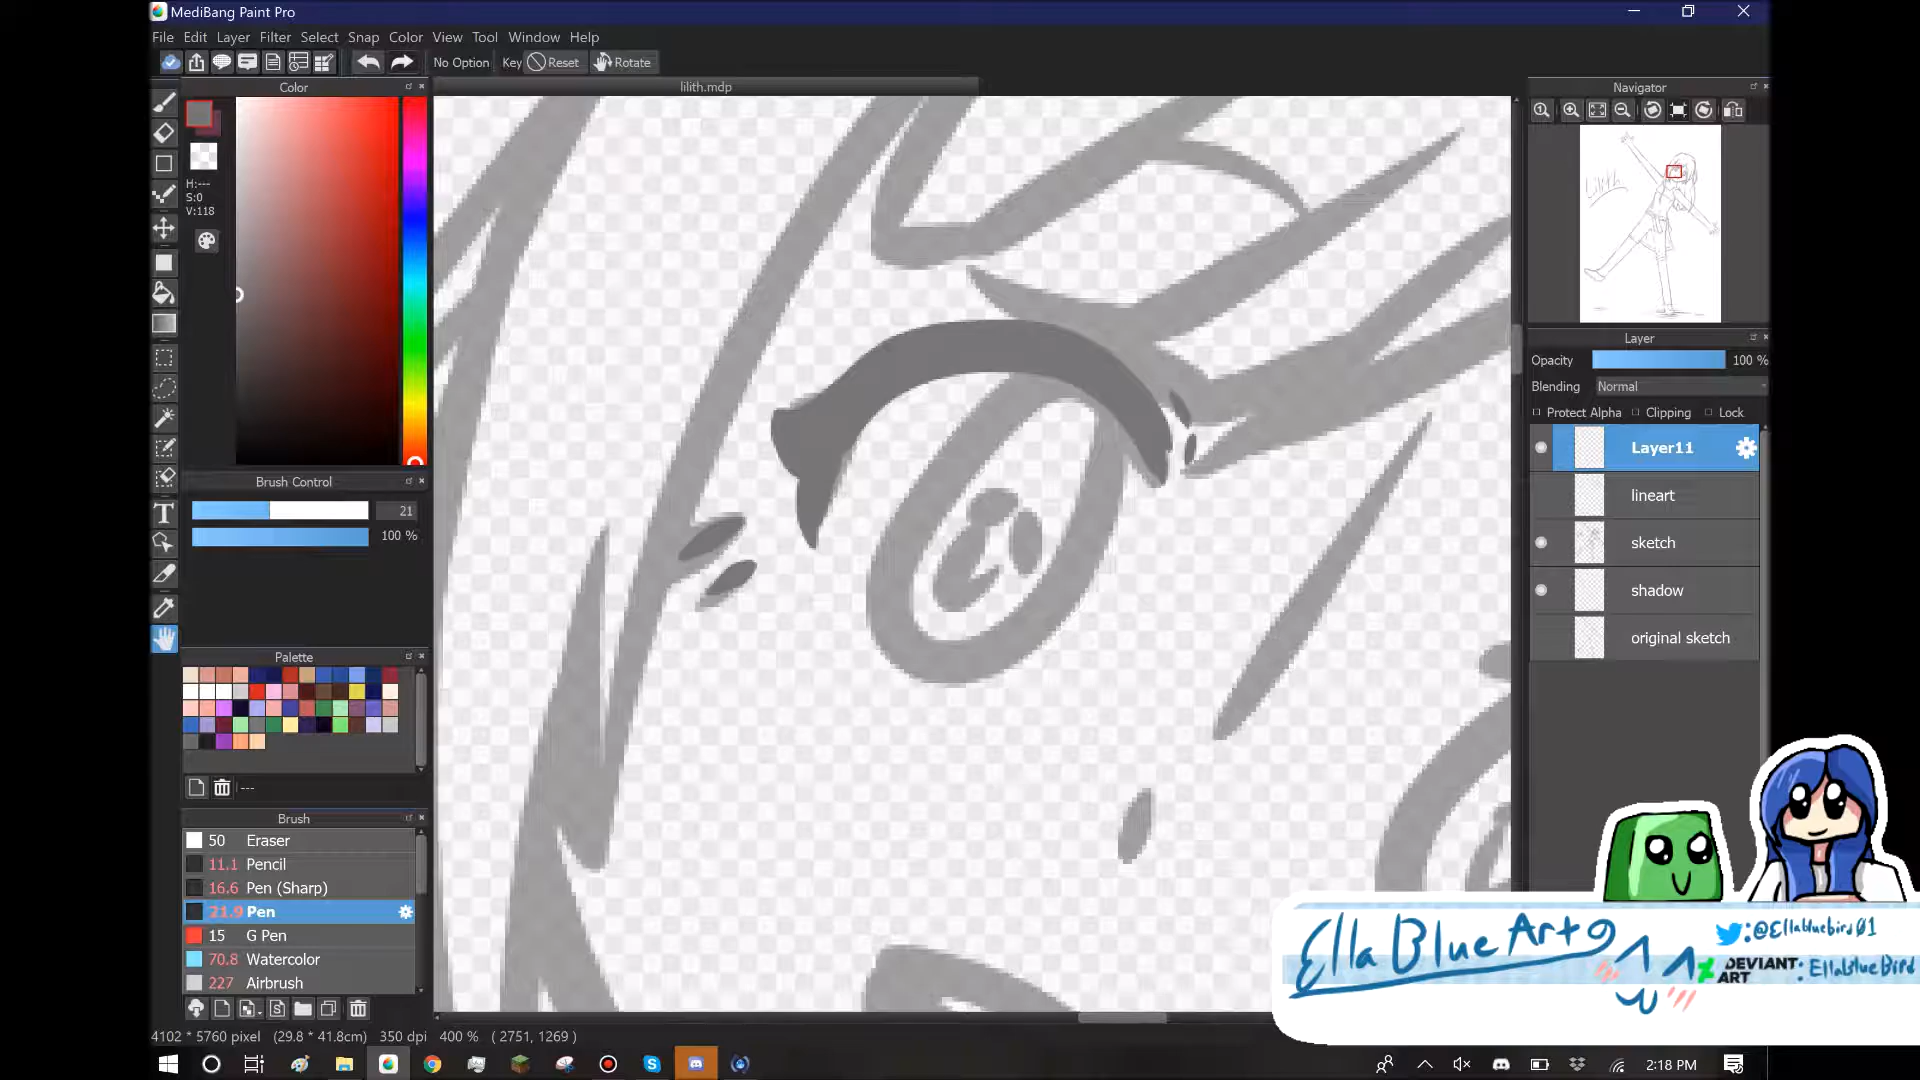 MediBang Paint Pro
File Edit Layer Filter Select Snap Color View Tool Window Help
No Option Key Reset Rotate
Color
lilith.mdp
Navigator
H:---
S:0
V:118
Layer
Opacity 100 %
Blending Normal
Protect Alpha Clipping Lock
Layer11
lineart
sketch
shadow
original sketch
Brush Control
21
100 %
Palette
---
Brush
50 Eraser
11.1 Pencil
16.6 Pen (Sharp)
21.9 Pen
15 G Pen
70.8 Watercolor
227 Airbrush
4102 * 5760 pixel (29.8 * 41.8cm) 350 dpi 400 % ( 2751, 1269 )
Ella Blue Art
:@Ellabluebird01
DEVIANT
ART
: EllaBlueBird
2:18 PM